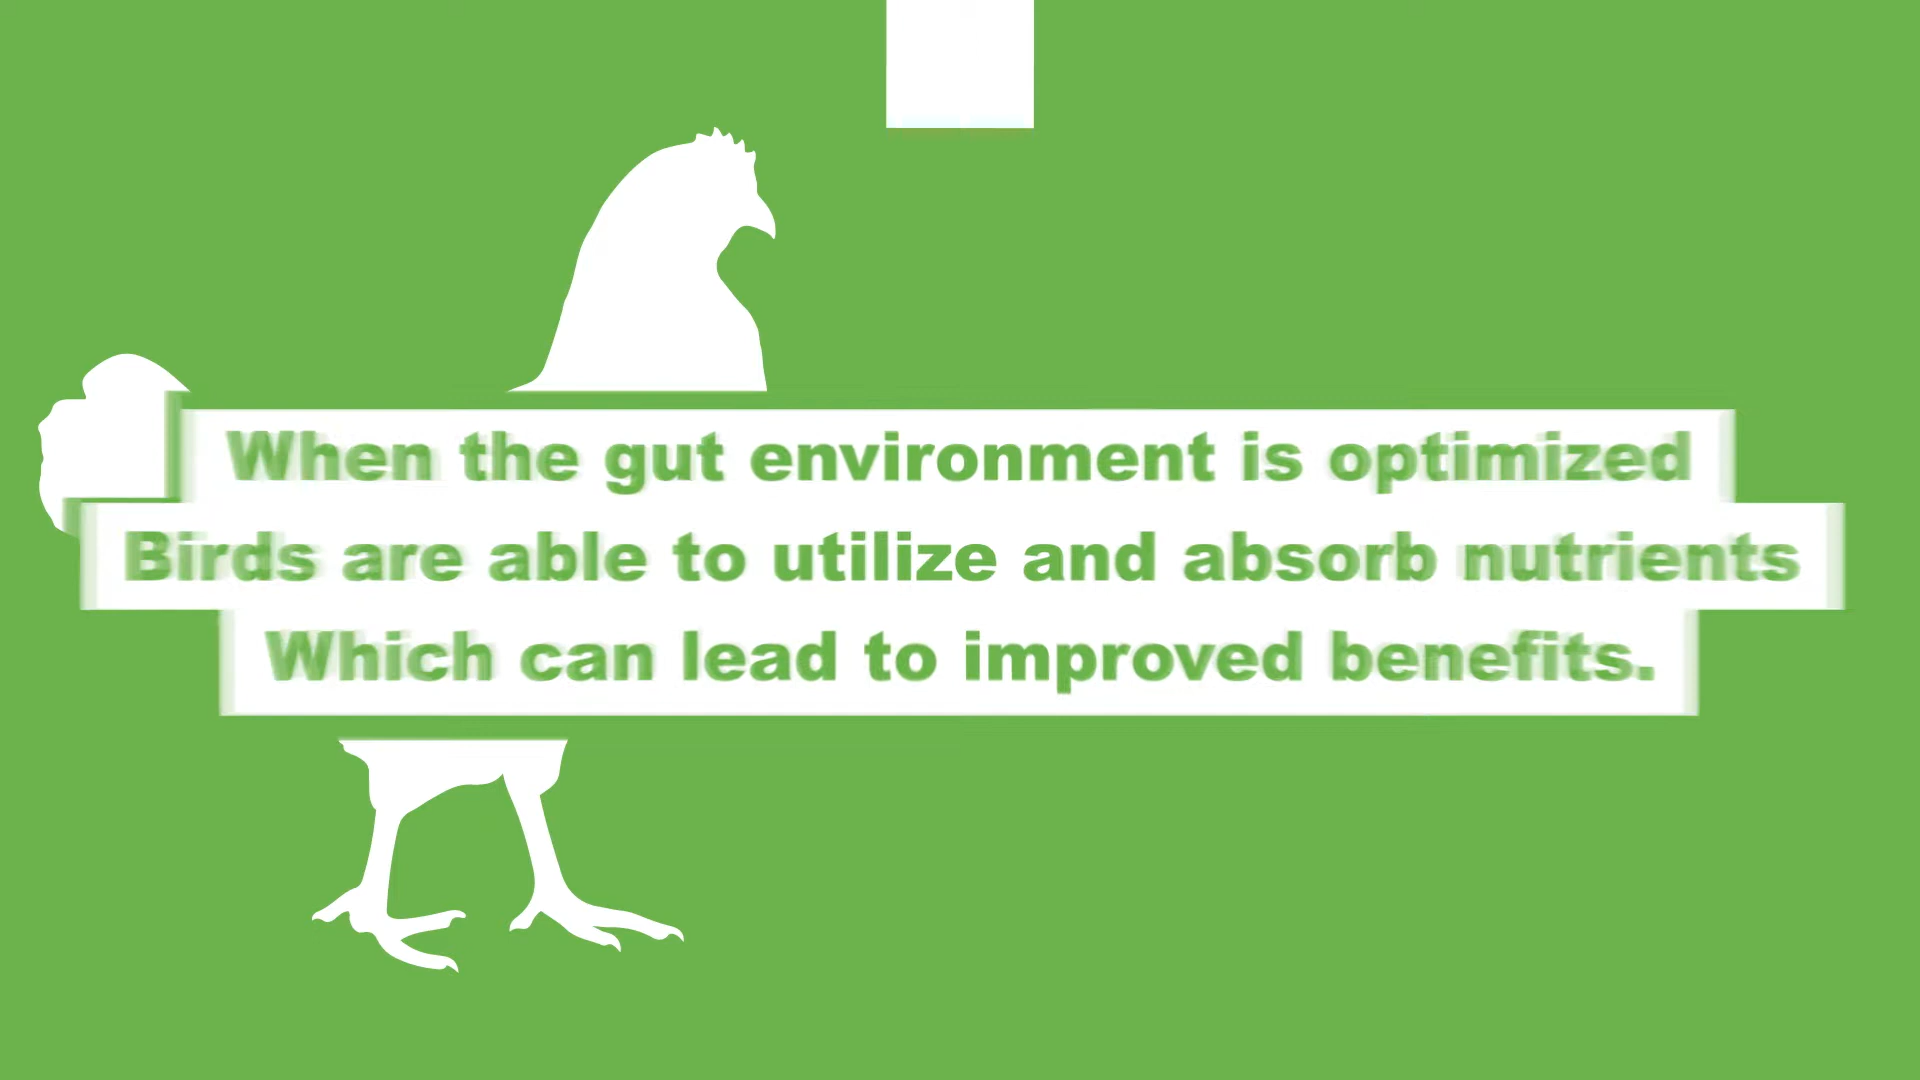 When the gut environment is optimized
Birds are able to utilize and absorb nutrients
Which can lead to improved benefits.